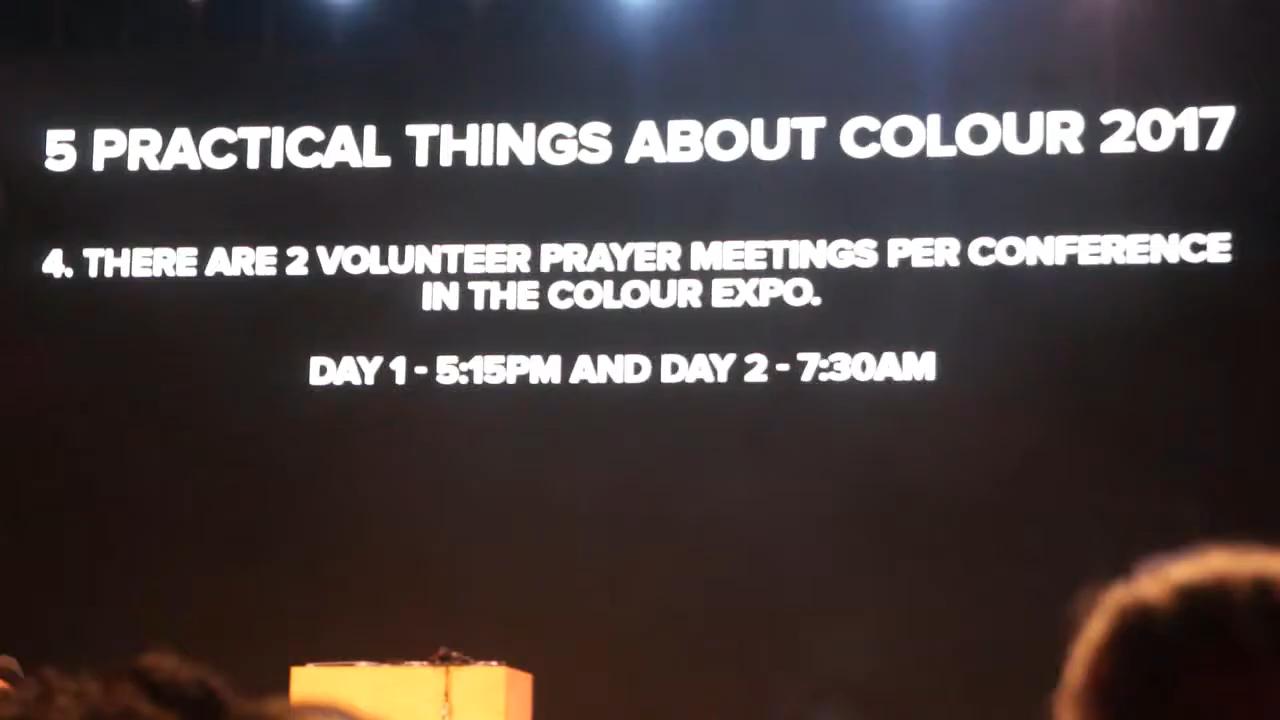 5 PRACTICAL THINGS ABOUT COLOUR 2017
4. THERE ARE 2 VOLUNTEER PRAYER MEETINGS PER CONFERENCE
IN THE COLOUR EXPO.
DAY 1 - 5:15PM AND DAY 2 - 7:30AM